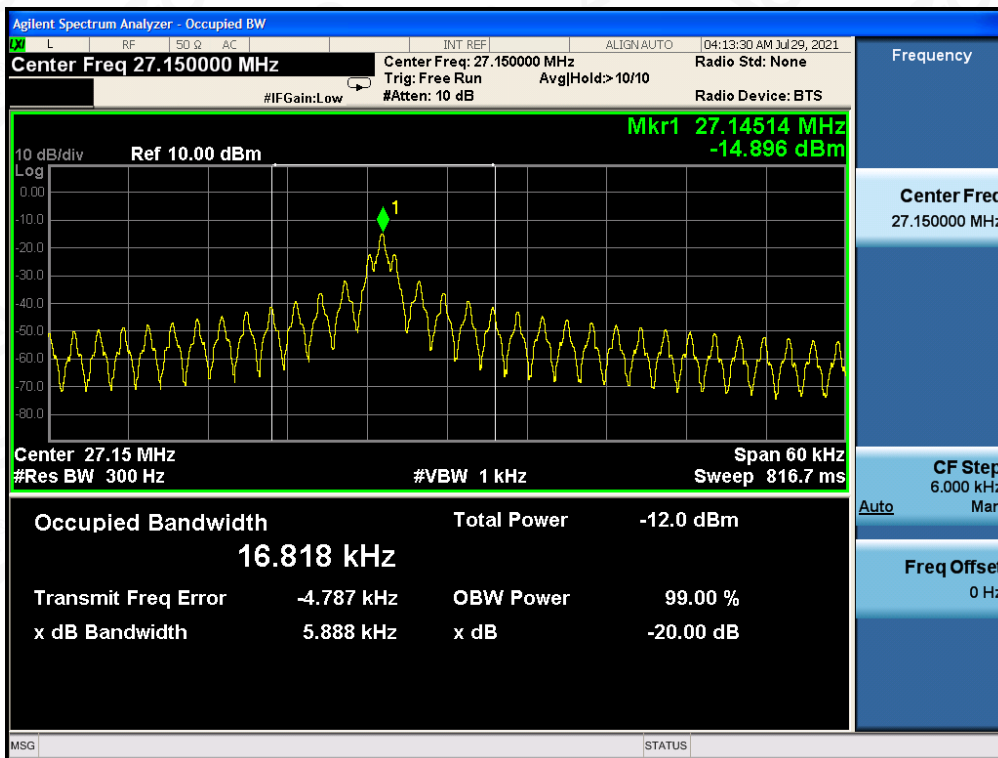 Agilent Spectrum Analyzer - Occupied BW
LXI L RF 50 Ω AC INT REF ALIGN AUTO 04:13:30 AM Jul 29, 2021
Center Freq 27.150000 MHz Center Freq: 27.150000 MHz Radio Std: None
Trig: Free Run Avg|Hold:> 10/10
#IFGain:Low #Atten: 10 dB Radio Device: BTS
Frequency
Mkr1 27.14514 MHz
-14.896 dBm
10 dB/div Ref 10.00 dBm
Log
0.00
1
-10.0
-20.0
-30.0
-40.0
-50.0
-60.0
-70.0
-80.0
Center 27.15 MHz Span 60 kHz
#Res BW 300 Hz #VBW 1 kHz Sweep 816.7 ms
Center Freq
27.150000 MHz
CF Step
6.000 kHz
Auto Man
Freq Offset
0 Hz
Occupied Bandwidth Total Power -12.0 dBm
16.818 kHz
Transmit Freq Error -4.787 kHz OBW Power 99.00 %
x dB Bandwidth 5.888 kHz x dB -20.00 dB
MSG STATUS